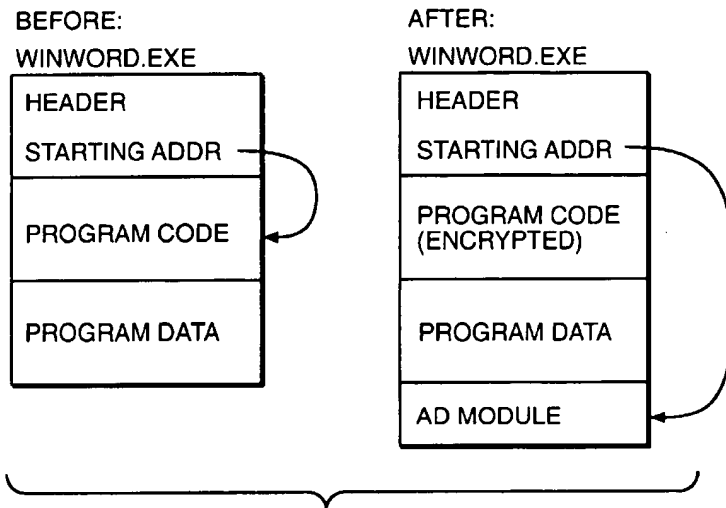 BEFORE:
WINWORD.EXE
HEADER
STARTING ADDR
PROGRAM CODE
PROGRAM DATA
AFTER:
WINWORD.EXE
HEADER
STARTING ADDR
PROGRAM CODE
(ENCRYPTED)
PROGRAM DATA
AD MODULE